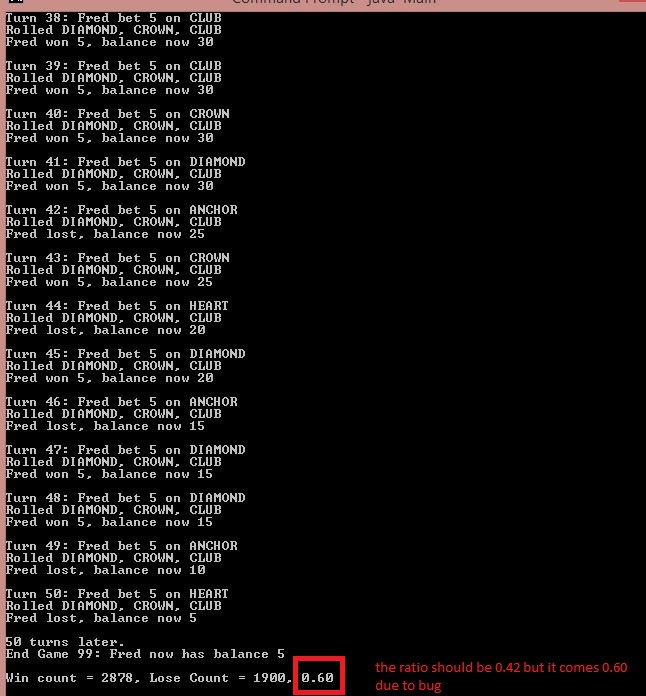 Command Prompt - java Main
Turn 38: Fred bet 5 on CLUB
Rolled DIAMOND, CROWN, CLUB
Fred won 5, balance now 30
Turn 39: Fred bet 5 on CLUB
Rolled DIAMOND, CROWN, CLUB
Fred won 5, balance now 30
Turn 40: Fred bet 5 on CROWN
Rolled DIAMOND, CROWN, CLUB
Fred won 5, balance now 30
Turn 41: Fred bet 5 on DIAMOND
Rolled DIAMOND, CROWN, CLUB
Fred won 5, balance now 30
Turn 42: Fred bet 5 on ANCHOR
Rolled DIAMOND, CROWN, CLUB
Fred lost, balance now 25
Turn 43: Fred bet 5 on CROWN
Rolled DIAMOND, CROWN, CLUB
Fred won 5, balance now 25
Turn 44: Fred bet 5 on HEART
Rolled DIAMOND, CROWN, CLUB
Fred lost, balance now 20
Turn 45: Fred bet 5 on DIAMOND
Rolled DIAMOND, CROWN, CLUB
Fred won 5, balance now 20
Turn 46: Fred bet 5 on ANCHOR
Rolled DIAMOND, CROWN, CLUB
Fred lost, balance now 15
Turn 47: Fred bet 5 on DIAMOND
Rolled DIAMOND, CROWN, CLUB
Fred won 5, balance now 15
Turn 48: Fred bet 5 on DIAMOND
Rolled DIAMOND, CROWN, CLUB
Fred won 5, balance now 15
Turn 49: Fred bet 5 on ANCHOR
Rolled DIAMOND, CROWN, CLUB
Fred lost, balance now 10
Turn 50: Fred bet 5 on HEART
Rolled DIAMOND, CROWN, CLUB
Fred lost, balance now 5
50 turns later.
End Game 99: Fred now has balance 5
Win count = 2878, Lose Count = 1900, 0.60
the ratio should be 0.42 but it comes 0.60
due to bug